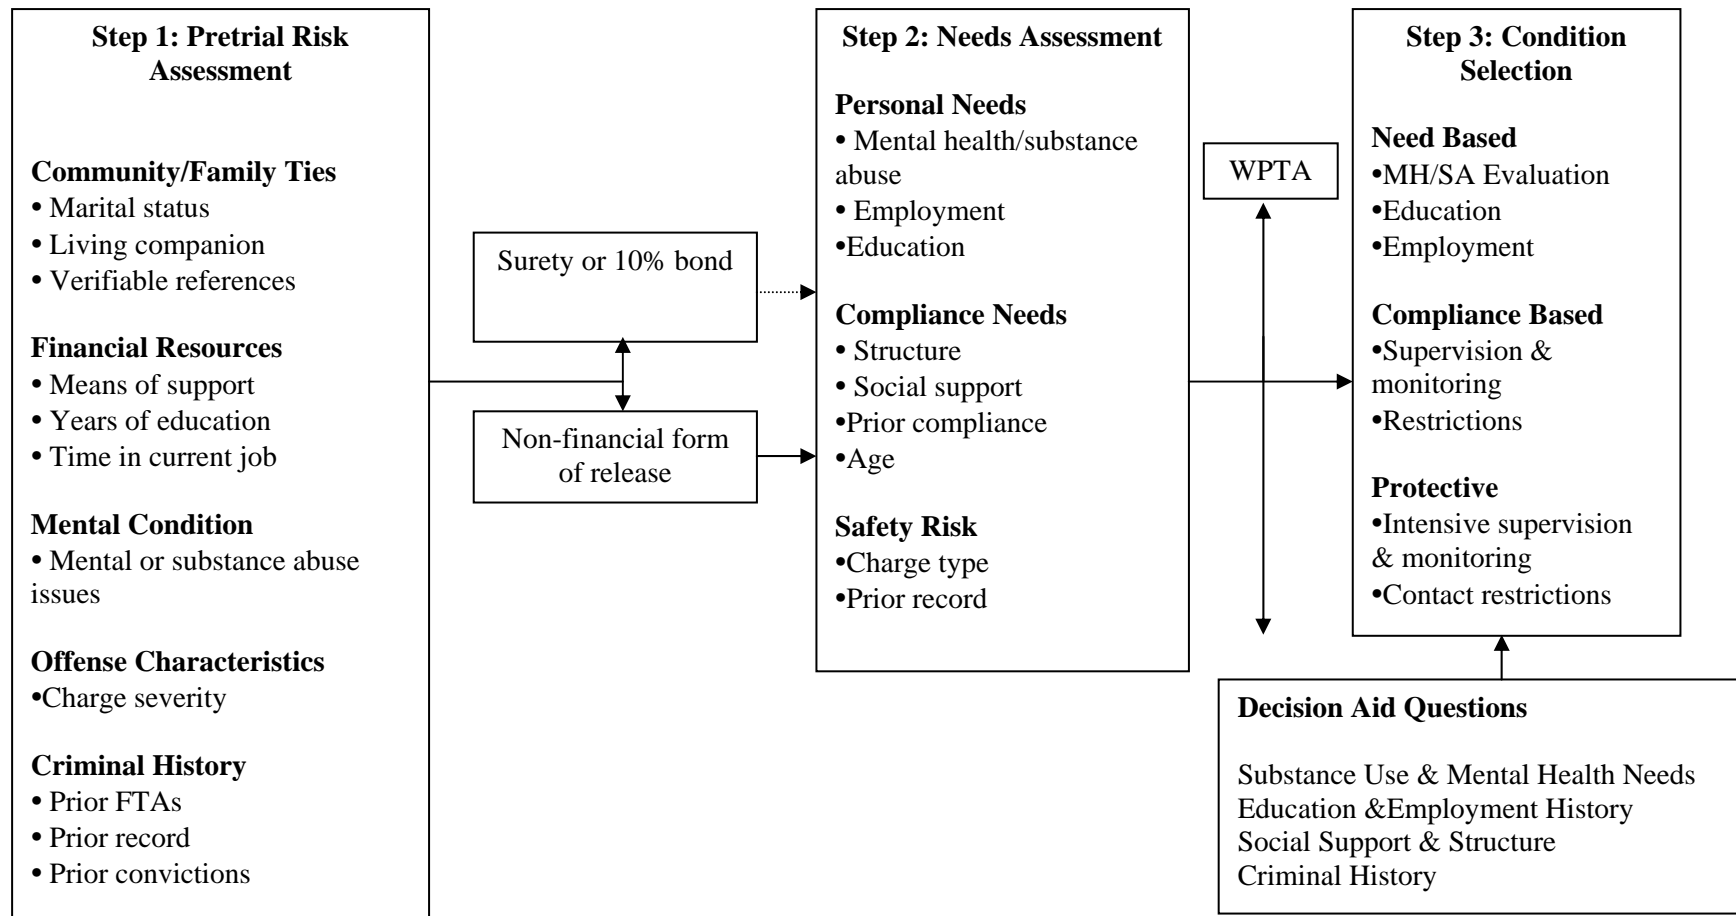 Step 1: Pretrial Risk
Assessment
Community/Family Ties
• Marital status
• Living companion
• Verifiable references
Financial Resources
• Means of support
• Years of education
• Time in current job
Mental Condition
• Mental or substance abuse
issues
Offense Characteristics
•Charge severity
Criminal History
• Prior FTAs
• Prior record
• Prior convictions
Surety or 10% bond
Non-financial form
of release
Step 2: Needs Assessment
Personal Needs
• Mental health/substance
abuse
• Employment
•Education
Compliance Needs
• Structure
• Social support
•Prior compliance
•Age
Safety Risk
•Charge type
•Prior record
WPTA
Step 3: Condition
Selection
Need Based
•MH/SA Evaluation
•Education
•Employment
Compliance Based
•Supervision &
monitoring
•Restrictions
Protective
•Intensive supervision
& monitoring
•Contact restrictions
Decision Aid Questions
Substance Use & Mental Health Needs
Education &Employment History
Social Support & Structure
Criminal History